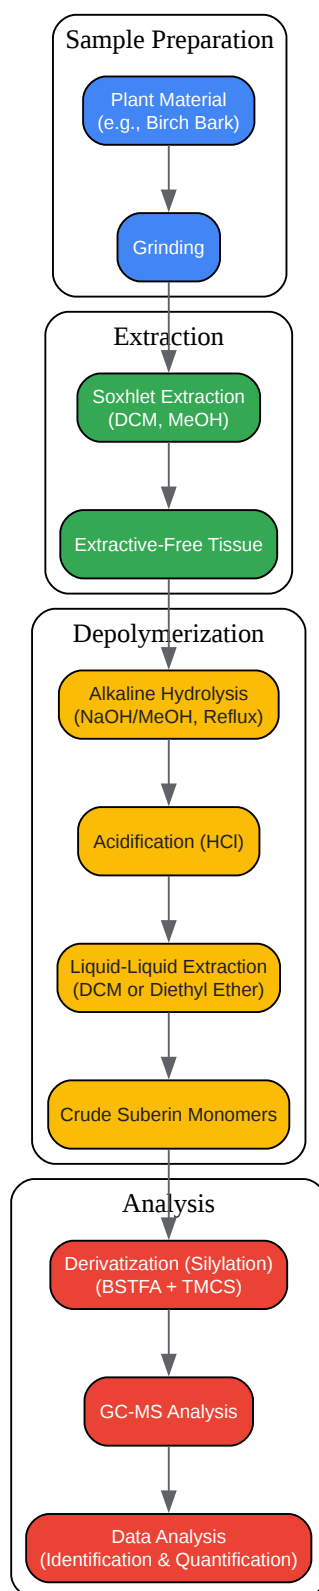 Sample Preparation
Plant Material
(e.g., Birch Bark)
Grinding
Extraction
Soxhlet Extraction
(DCM, MeOH)
Extractive-Free Tissue
Depolymerization
Alkaline Hydrolysis
(NaOH/MeOH, Reflux)
Acidification (HCl)
Liquid-Liquid Extraction
(DCM or Diethyl Ether)
Crude Suberin Monomers
Analysis
Derivatization (Silylation)
(BSTFA + TMCS)
GC-MS Analysis
Data Analysis
(Identification & Quantification)